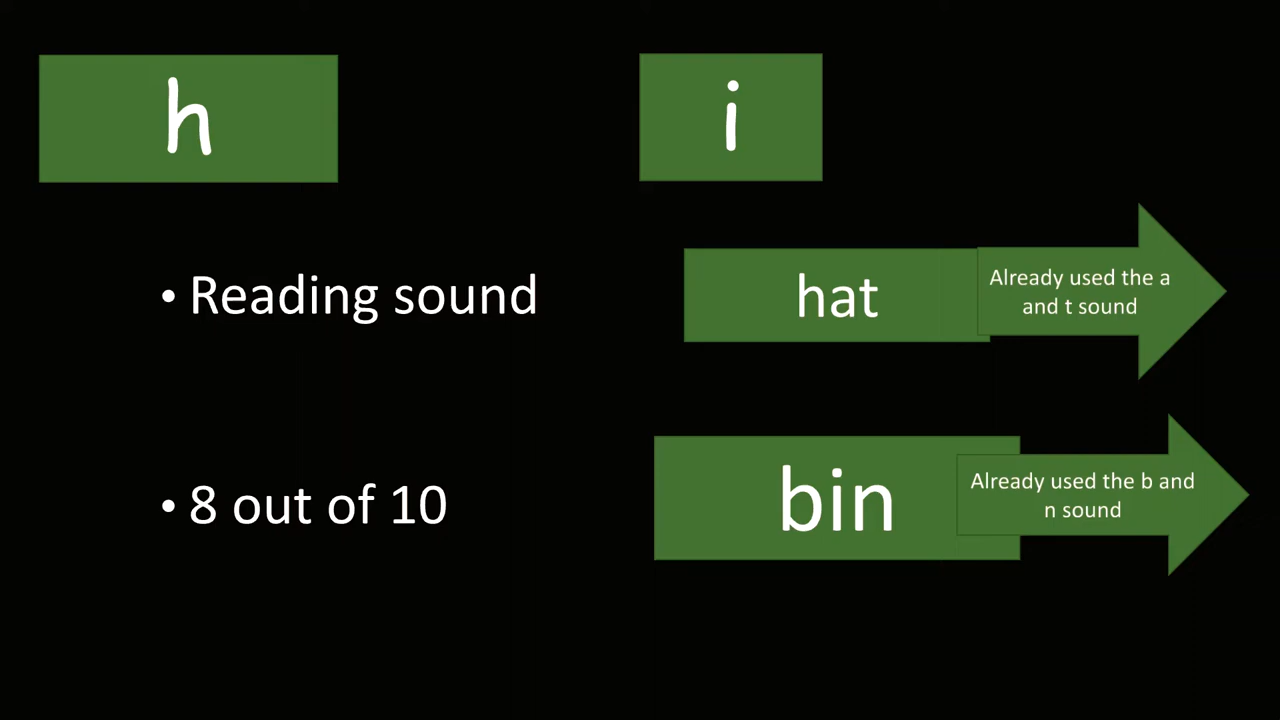 h
i
• Reading sound
hat
Already used the a
and t sound
• 8 out of 10
bin
Already used the b and
n sound